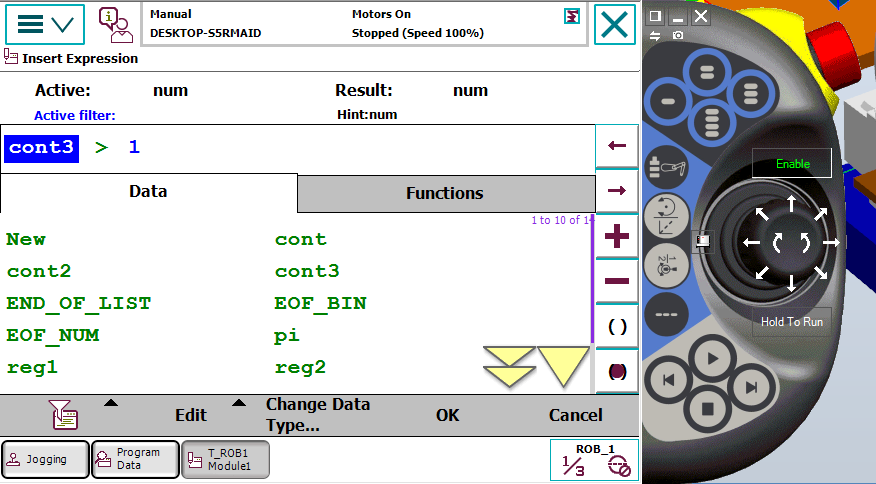 Manual
DESKTOP-S5RMAID
Motors On
Stopped (Speed 100%)
Insert Expression
Active: num Result: num
Active filter: Hint:num
cont3 > 1
Data Functions
1 to 10 of 14
New cont
cont2 cont3
END_OF_LIST EOF_BIN
EOF_NUM pi
reg1 reg2
()
()
Edit
Change Data
Type...
OK
Cancel
Jogging
Program
Data
T_ROB1
Module1
ROB_1
1/3
Enable
Hold To Run